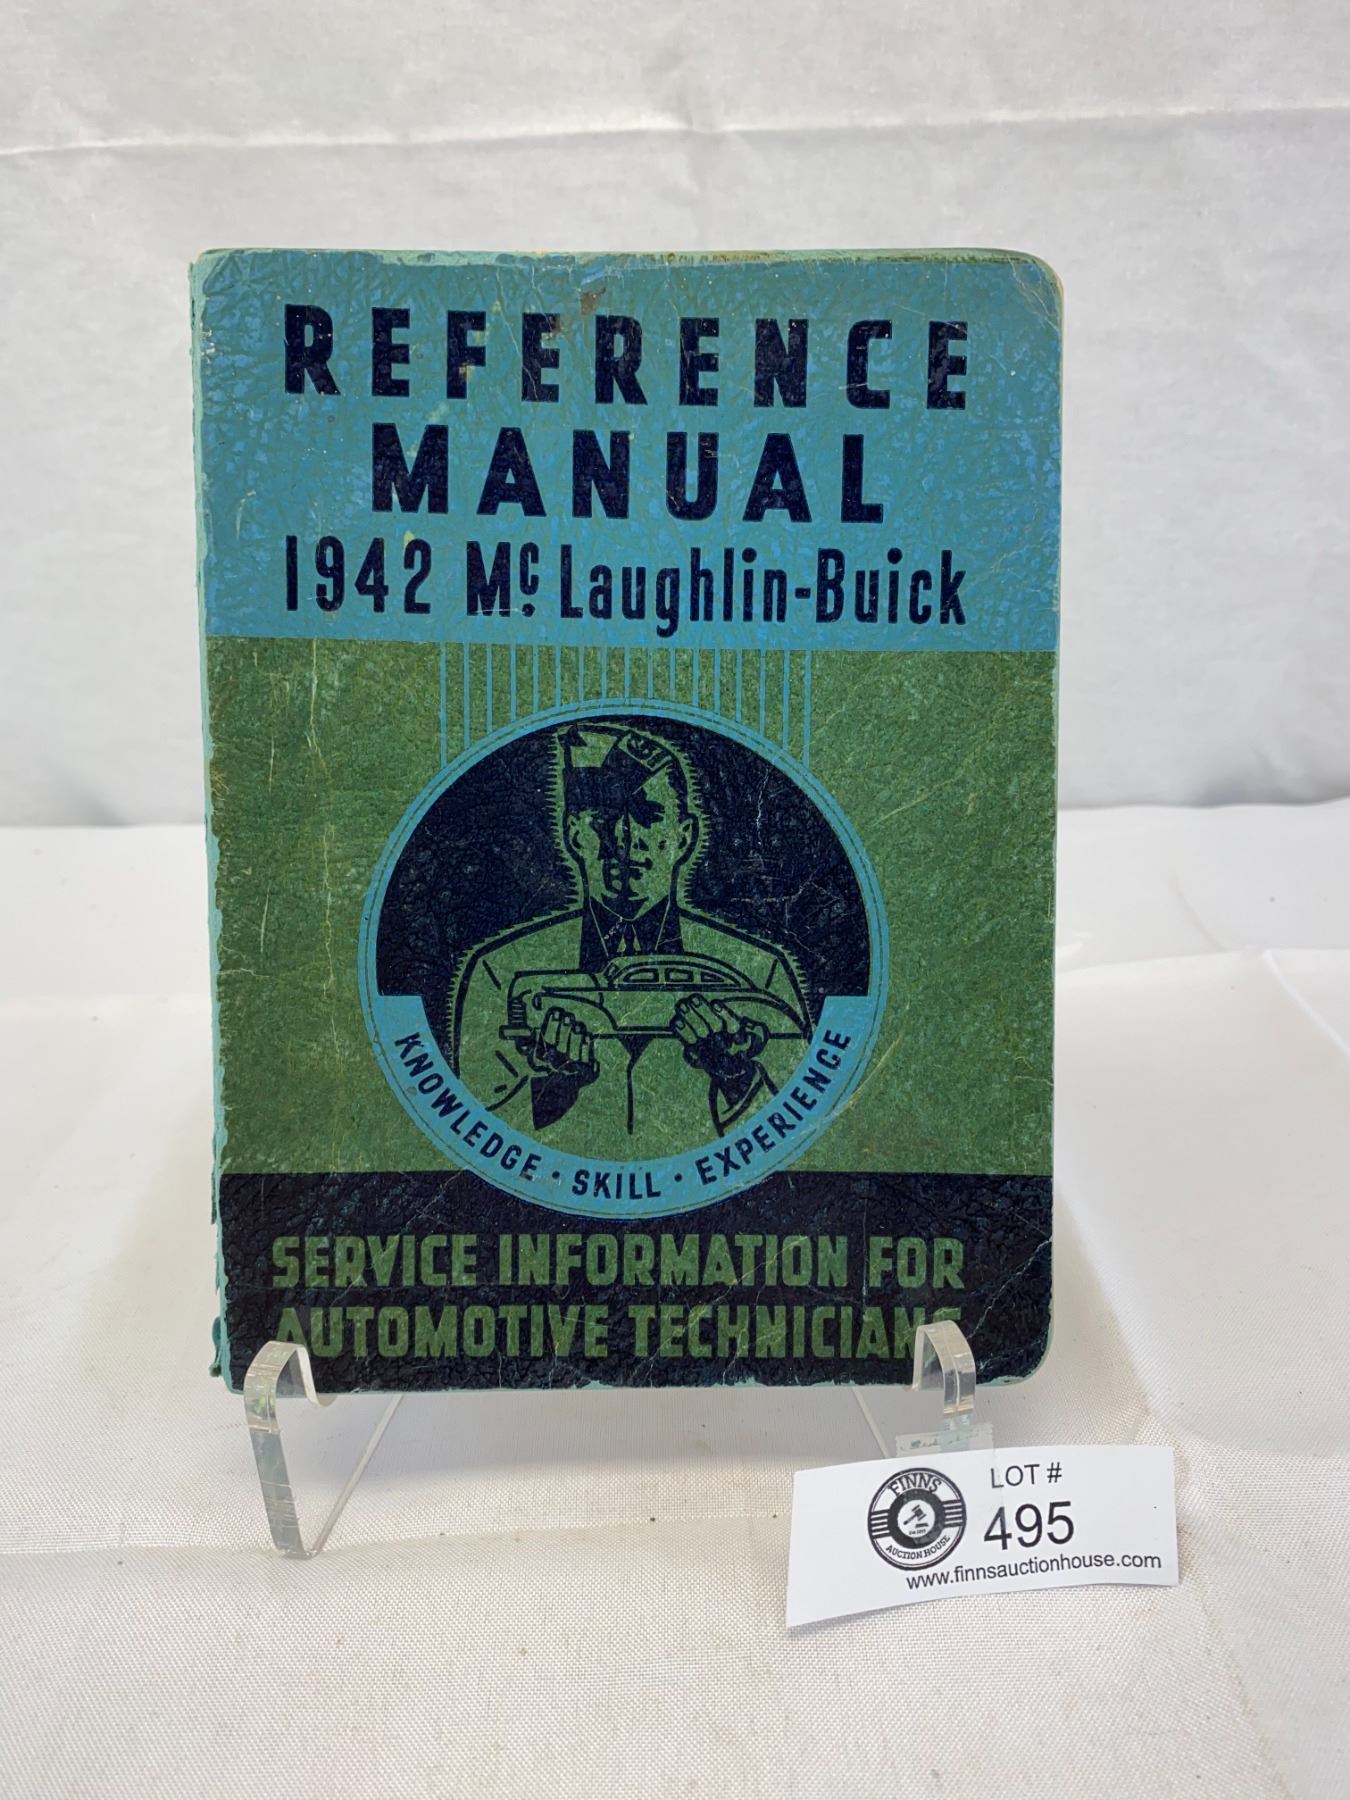 REFERENCE
MANUAL
1942 Mc. Laughlin-Buick
KNOWLEDGE · SKILL · EXPERIENCE
SERVICE INFORMATION FOR
AUTOMOTIVE TECHNICIANS
FINNS
AUCTION HOUSE
LOT #
495
www.finnsauctionhouse.com